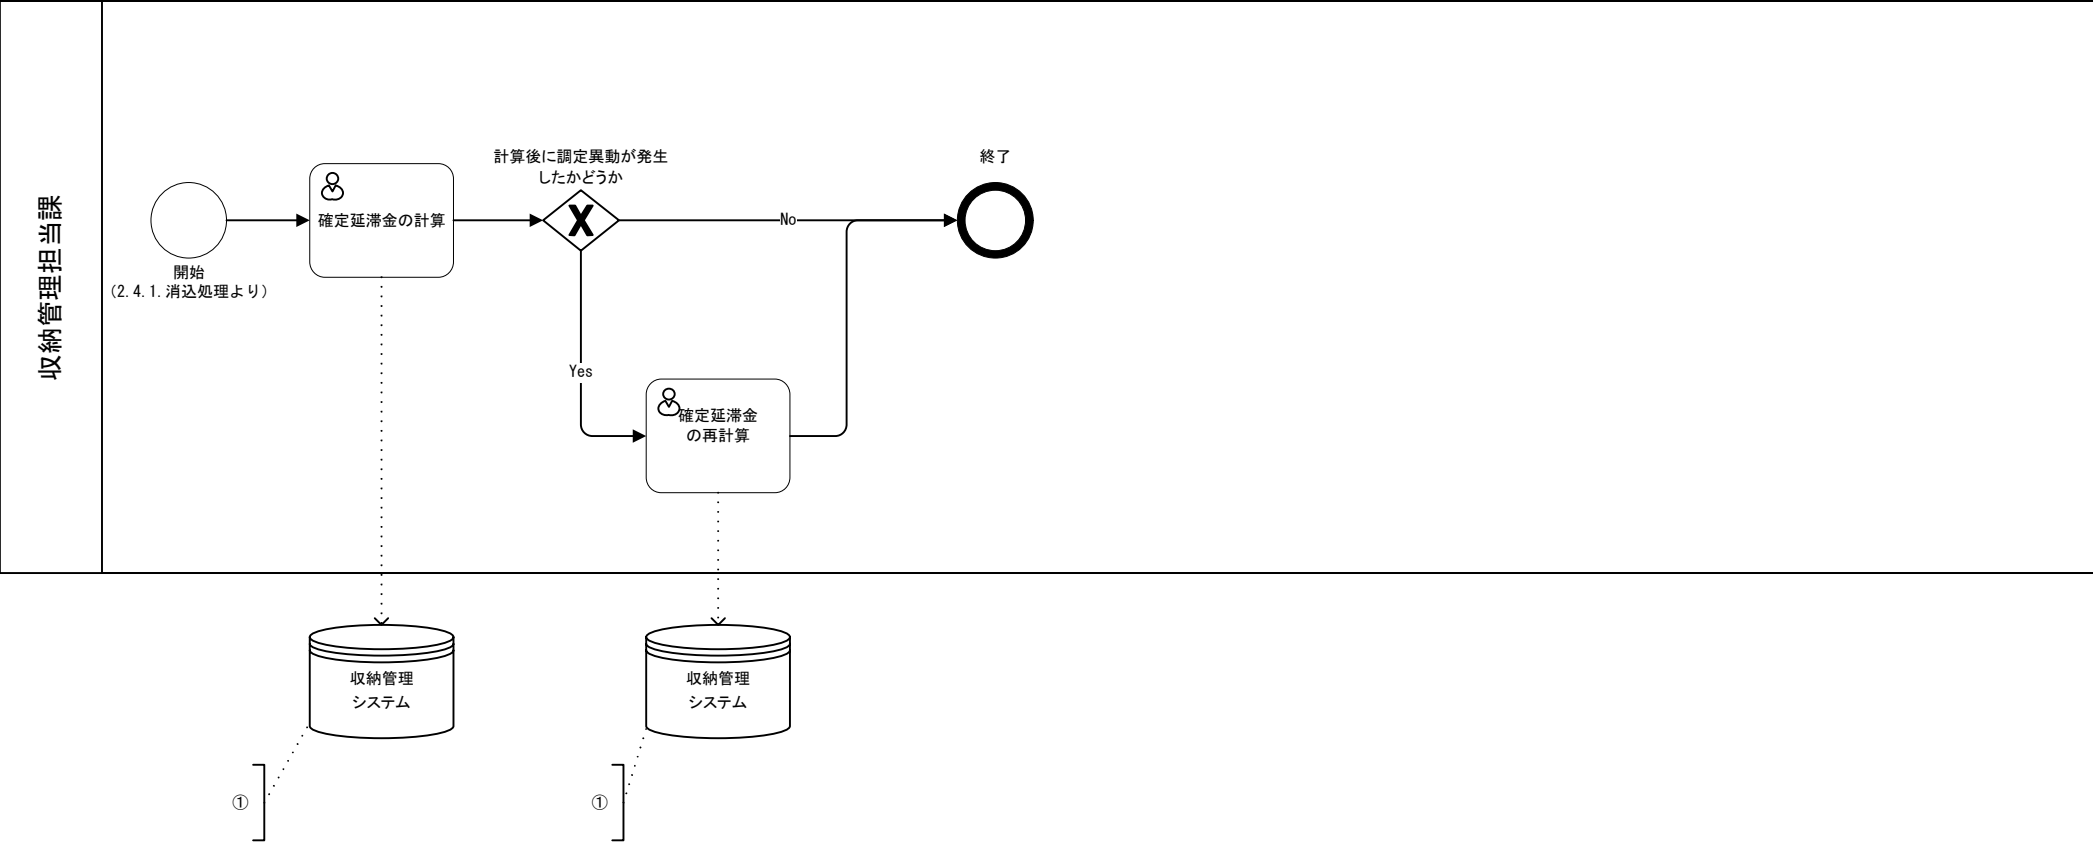 収納管理担当課
開始
（2.4.1.消込処理より）
確定延滞金の計算
計算後に調定異動が発生
したかどうか
No
終了
Yes
確定延滞金
の再計算
収納管理
システム
収納管理
システム
①
①